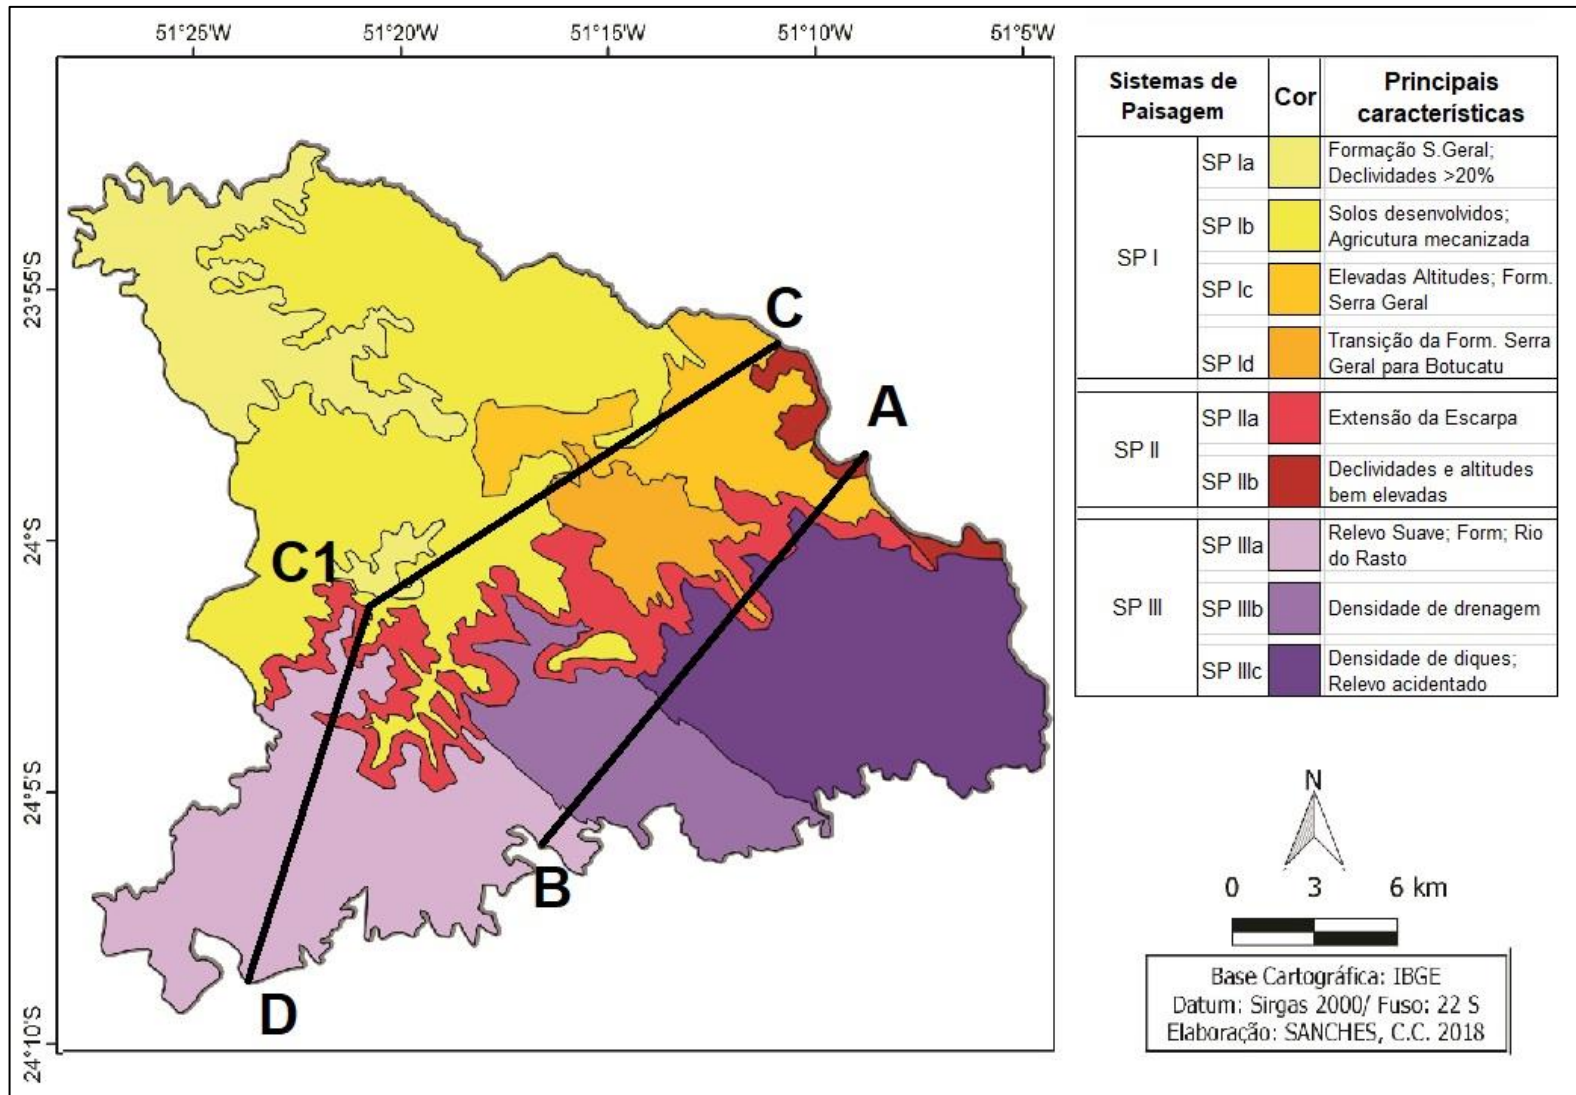 51°25'W 51°20'W 51°15'W 51°10'W 51°5'W
23°55'S
24°S
24°5'S
24°10'S
C
A
C1
B
D
Sistemas de
Paisagem
Cor
Principais
características
SP I
SP Ia
Formação S.Geral;
Declividades >20%
SP Ib
Solos desenvolvidos;
Agricutura mecanizada
SP Ic
Elevadas Altitudes; Form.
Serra Geral
SP Id
Transição da Form. Serra
Geral para Botucatu
SP II
SP IIa
Extensão da Escarpa
SP IIb
Declividades e altitudes
bem elevadas
SP III
SP IIIa
Relevo Suave; Form; Rio
do Rasto
SP IIIb
Densidade de drenagem
SP IIIc
Densidade de diques;
Relevo acidentado
N
0 3 6 km
Base Cartográfica: IBGE
Datum: Sirgas 2000/ Fuso: 22 S
Elaboração: SANCHES, C.C. 2018